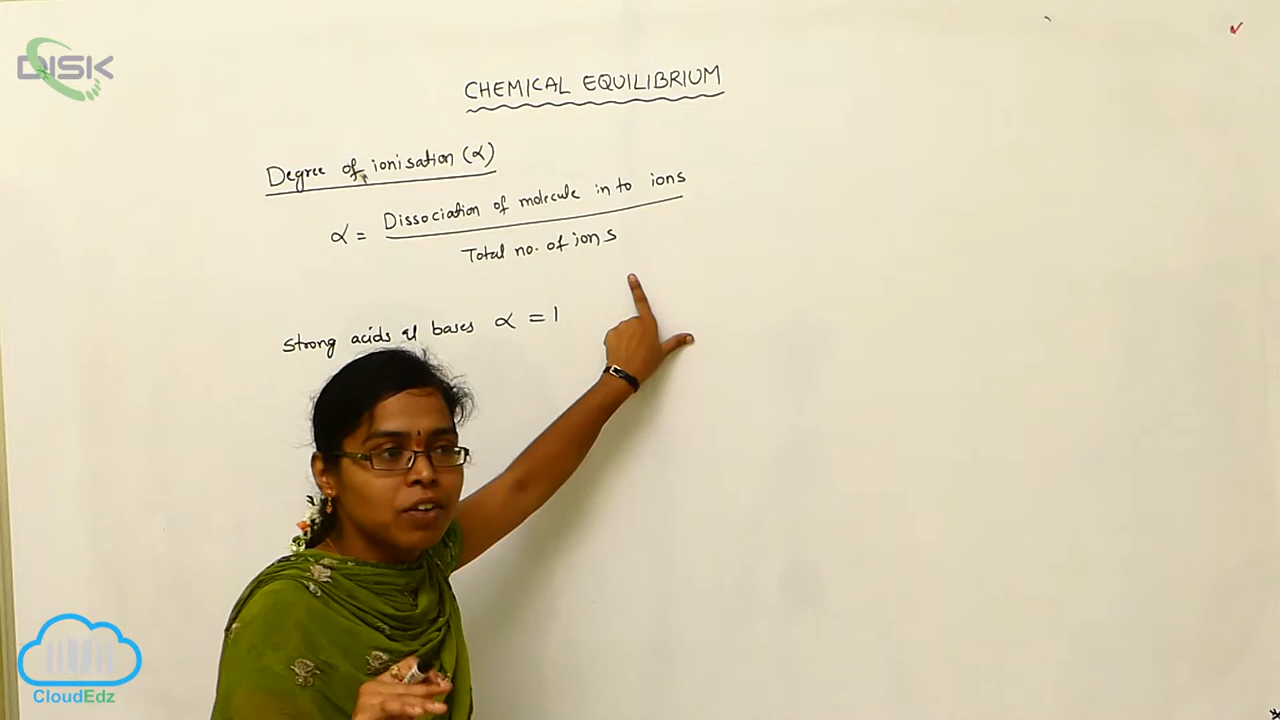 DISK
CHEMICAL EQUILIBRIUM
Degree of ionisation (α)
α = Dissociation of molecule in to ions
Total no. of ions
Strong acids & bases α = 1
CloudEdz